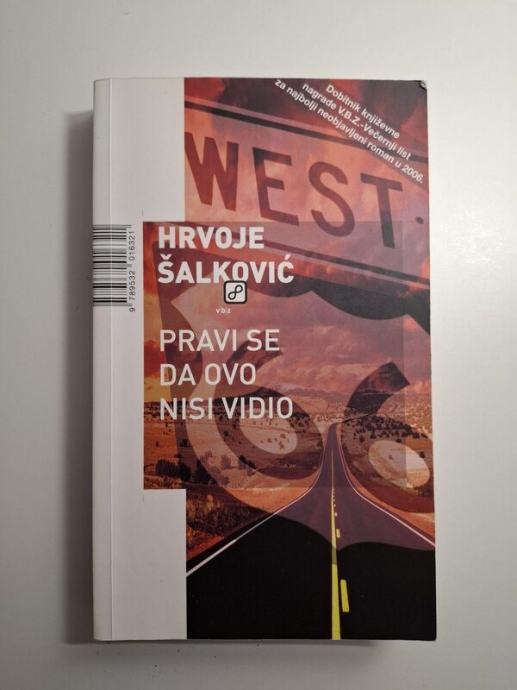 Dobitnik književne
nagrade V.B.Z.-Večernji list
za najbolji neobjavljeni roman u 2006.
WEST
HRVOJE
ŠALKOVIĆ
vbz
PRAVI SE
DA OVO
NISI VIDIO
9 789532 016321